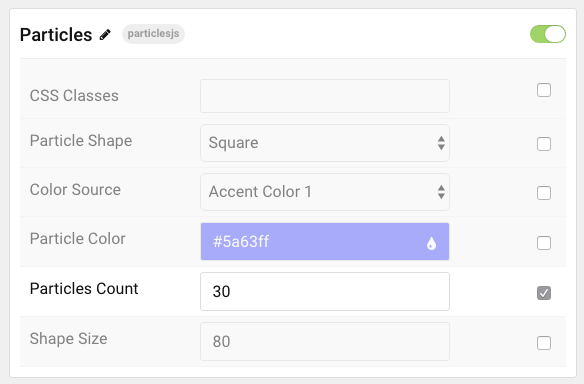 Particles particlesjs
CSS Classes
Particle Shape Square
Color Source Accent Color 1
Particle Color #5a63ff
Particles Count 30
Shape Size 80